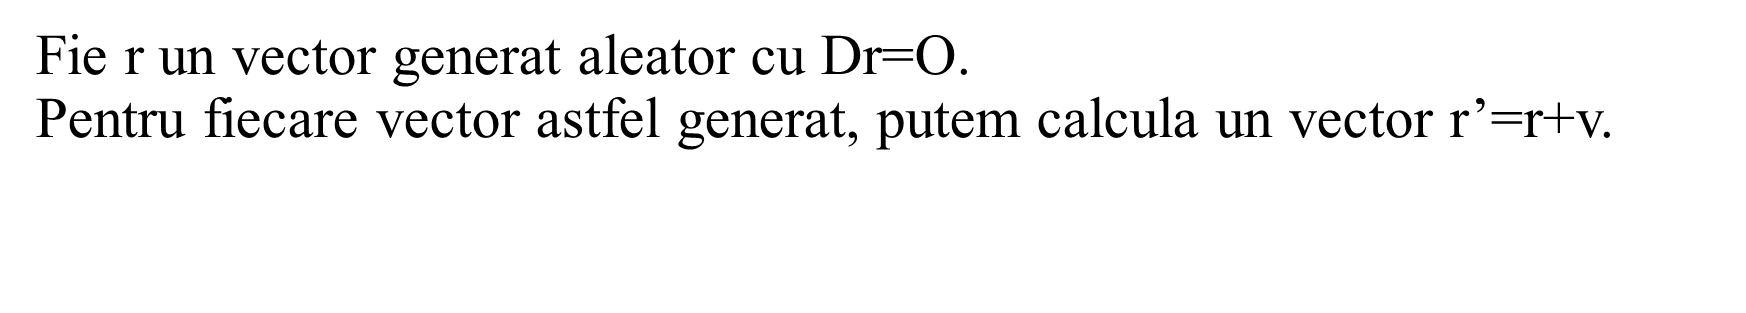 Fie r un vector generat aleator cu Dr=O.
Pentru fiecare vector astfel generat, putem calcula un vector r’=r+v.